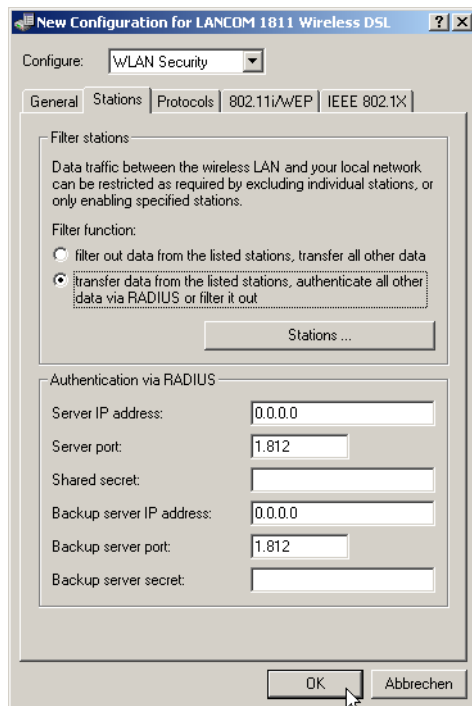 New Configuration for LANCOM 1811 Wireless DSL
Configure: WLAN Security
General Stations Protocols 802.11i/WEP IEEE 802.1X
Filter stations
Data traffic between the wireless LAN and your local network
can be restricted as required by excluding individual stations, or
only enabling specified stations.
Filter function:
filter out data from the listed stations, transfer all other data
transfer data from the listed stations, authenticate all other
data via RADIUS or filter it out
Stations ...
Authentication via RADIUS
Server IP address: 0.0.0.0
Server port: 1.812
Shared secret:
Backup server IP address: 0.0.0.0
Backup server port: 1.812
Backup server secret:
OK Abbrechen